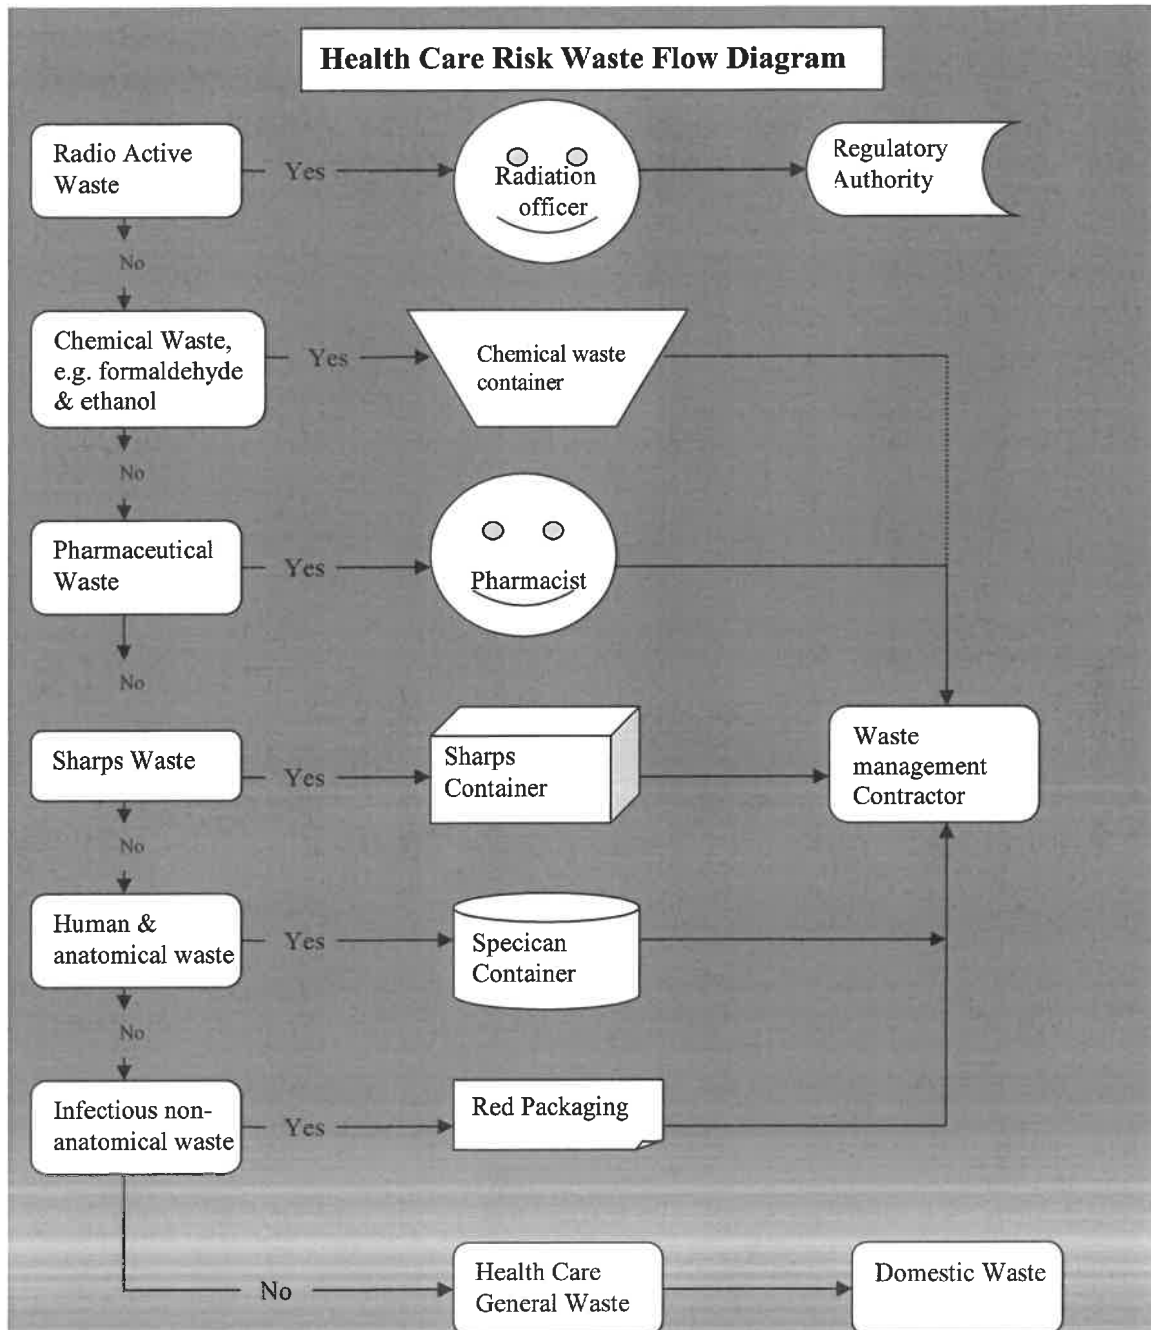 Health Care Risk Waste Flow Diagram
Radio Active
Waste
Yes
Radiation
officer
Regulatory
Authority
No
Chemical Waste,
e.g. formaldehyde
& ethanol
Yes
Chemical waste
container
No
Pharmaceutical
Waste
Yes
Pharmacist
No
Sharps Waste
Yes
Sharps
Container
Waste
management
Contractor
No
Human &
anatomical waste
Yes
Specican
Container
No
Infectious non-
anatomical waste
Yes
Red Packaging
No
Health Care
General Waste
Domestic Waste